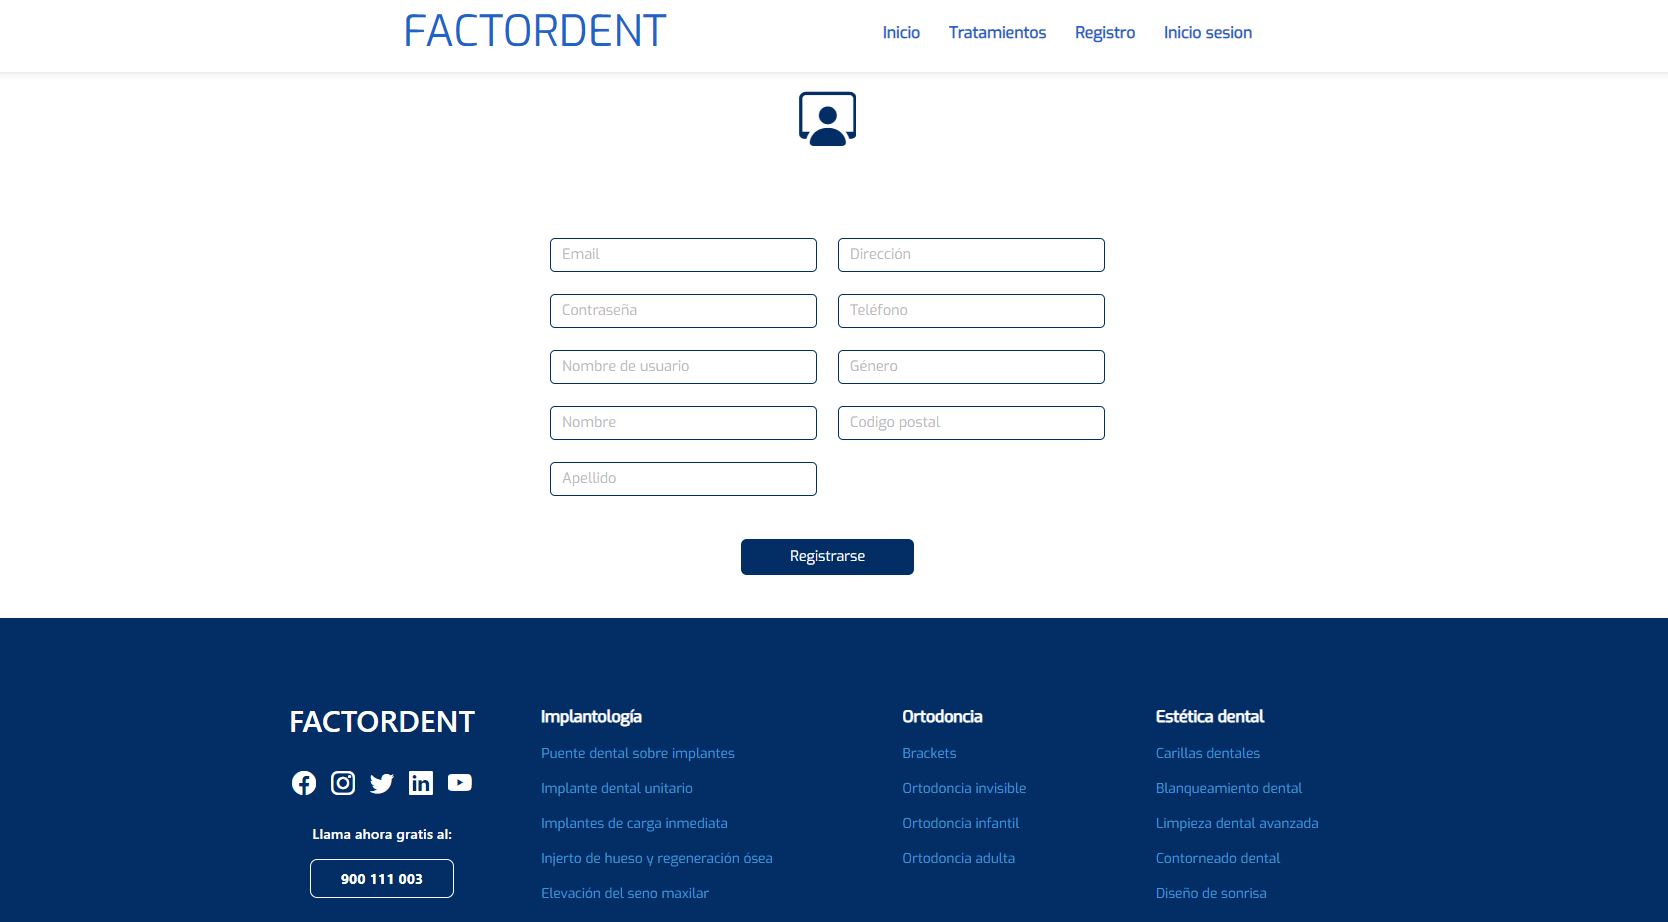 FACTORDENT
Inicio Tratamientos Registro Inicio sesion
Email
Dirección
Contraseña
Teléfono
Nombre de usuario
Género
Nombre
Codigo postal
Apellido
Registrarse
FACTORDENT
Llama ahora gratis al:
900 111 003
Implantología
Puente dental sobre implantes
Implante dental unitario
Implantes de carga inmediata
Injerto de hueso y regeneración ósea
Elevación del seno maxilar
Ortodoncia
Brackets
Ortodoncia invisible
Ortodoncia infantil
Ortodoncia adulta
Estética dental
Carillas dentales
Blanqueamiento dental
Limpieza dental avanzada
Contorneado dental
Diseño de sonrisa